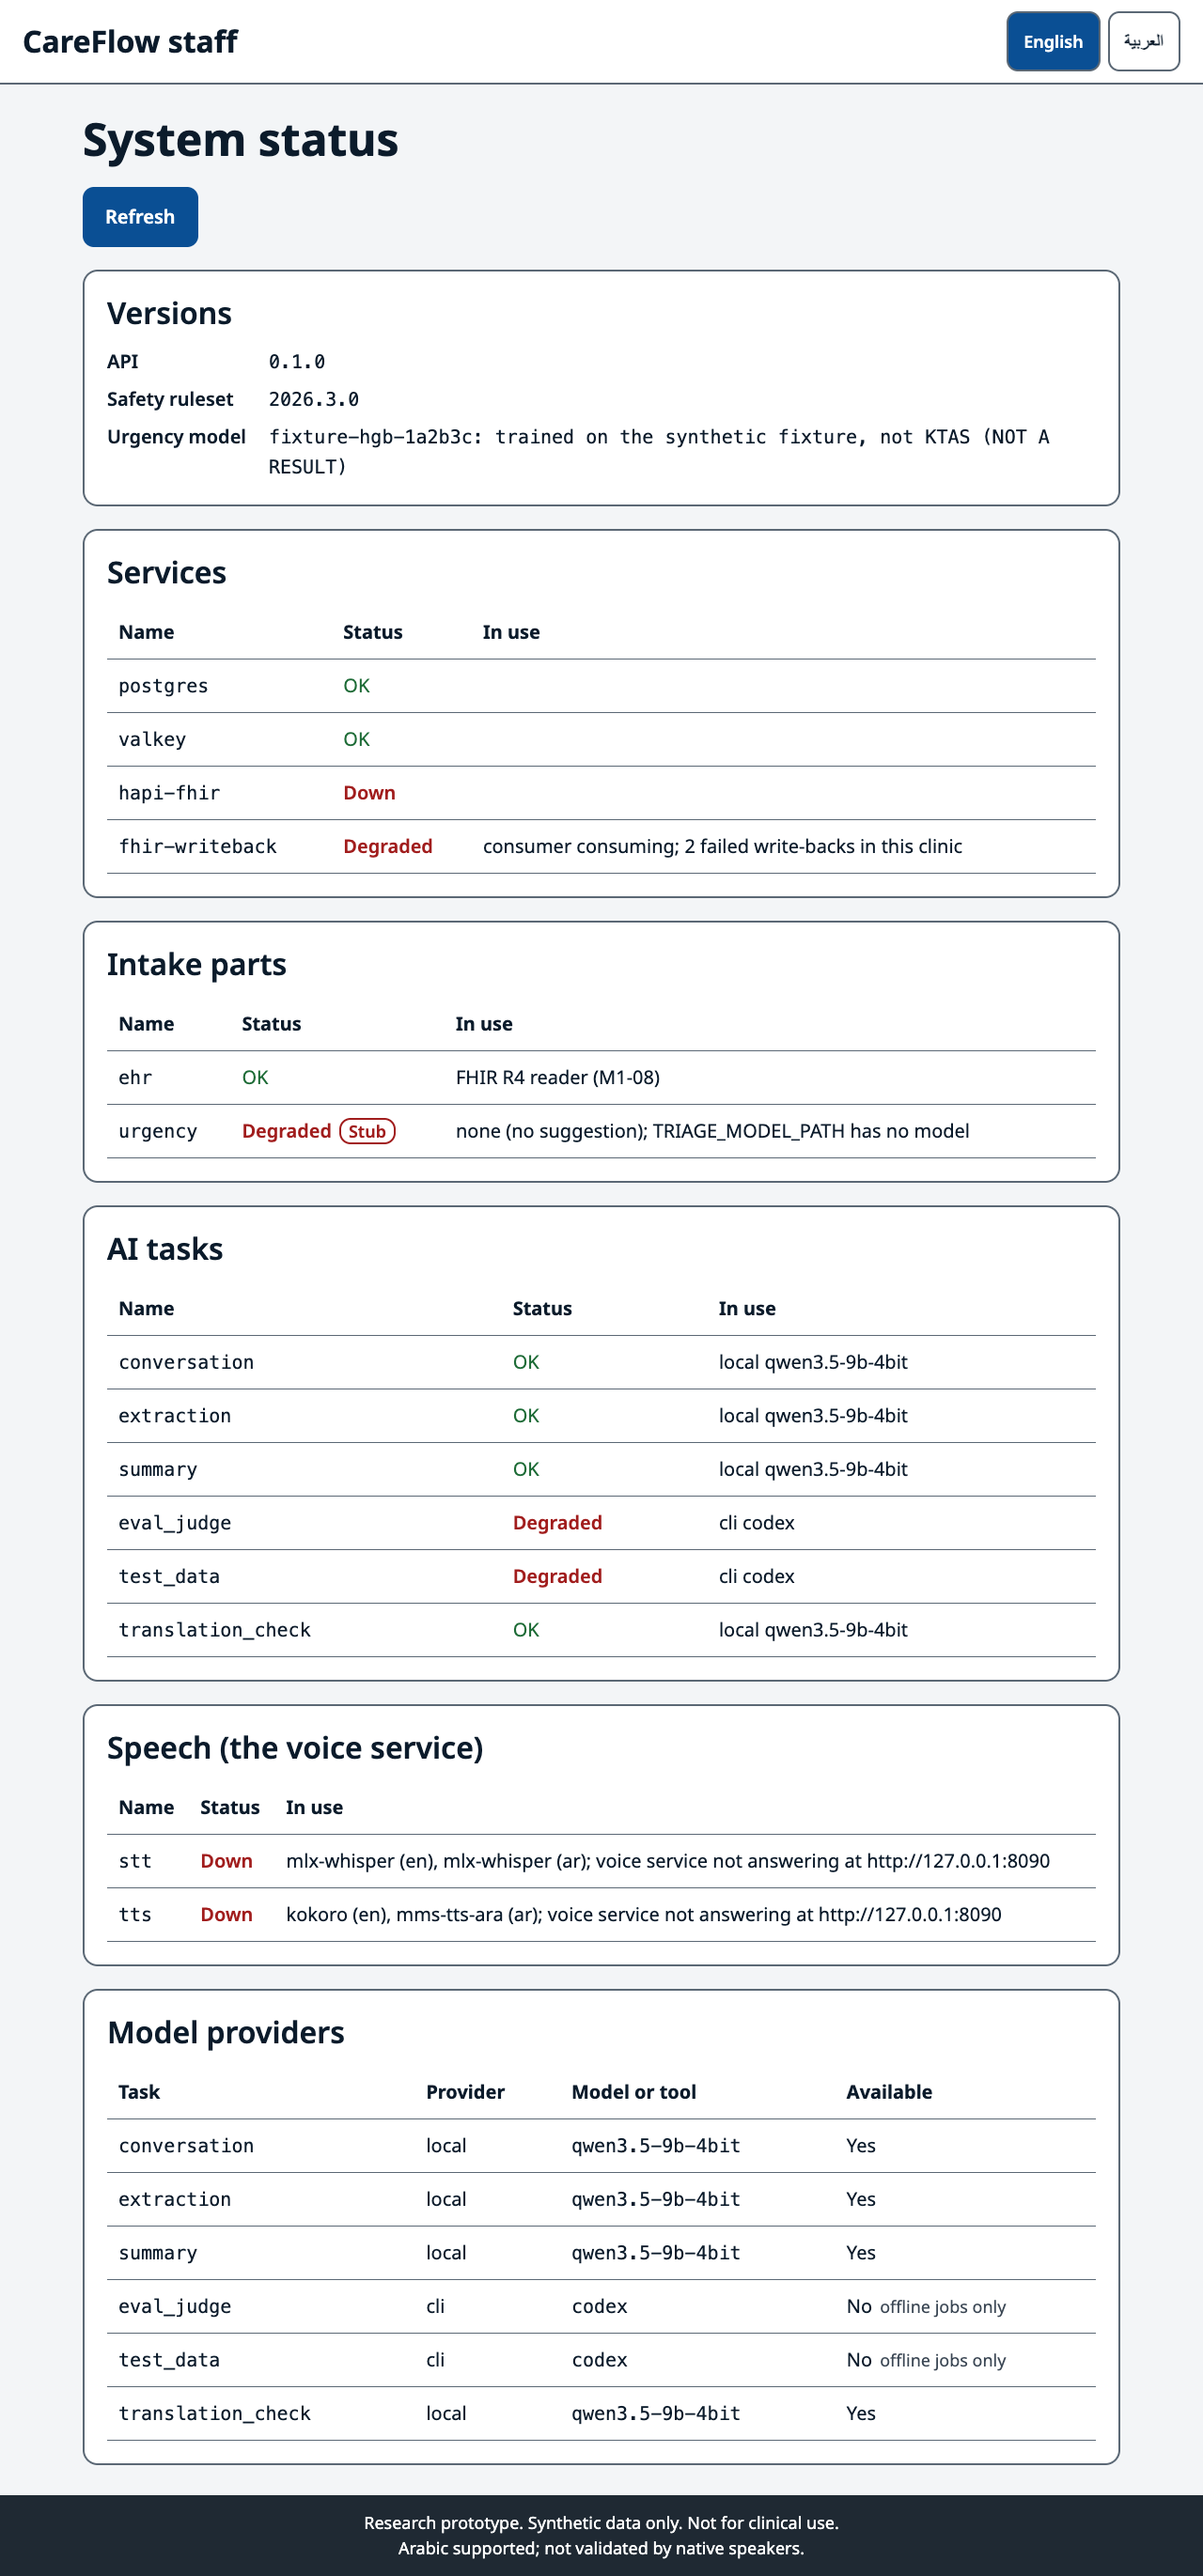 CareFlow staff
English
العربية
System status
Refresh
Versions
API 0.1.0
Safety ruleset 2026.3.0
Urgency model fixture-hgb-1a2b3c: trained on the synthetic fixture, not KTAS (NOT A
RESULT)
Services
Name Status In use
postgres OK
valkey OK
hapi-fhir Down
fhir-writeback Degraded consumer consuming; 2 failed write-backs in this clinic
Intake parts
Name Status In use
ehr OK FHIR R4 reader (M1-08)
urgency Degraded Stub none (no suggestion); TRIAGE_MODEL_PATH has no model
AI tasks
Name Status In use
conversation OK local qwen3.5-9b-4bit
extraction OK local qwen3.5-9b-4bit
summary OK local qwen3.5-9b-4bit
eval_judge Degraded cli codex
test_data Degraded cli codex
translation_check OK local qwen3.5-9b-4bit
Speech (the voice service)
Name Status In use
stt Down mlx-whisper (en), mlx-whisper (ar); voice service not answering at http://127.0.0.1:8090
tts Down kokoro (en), mms-tts-ara (ar); voice service not answering at http://127.0.0.1:8090
Model providers
Task Provider Model or tool Available
conversation local qwen3.5-9b-4bit Yes
extraction local qwen3.5-9b-4bit Yes
summary local qwen3.5-9b-4bit Yes
eval_judge cli codex No offline jobs only
test_data cli codex No offline jobs only
translation_check local qwen3.5-9b-4bit Yes
Research prototype. Synthetic data only. Not for clinical use.
Arabic supported; not validated by native speakers.